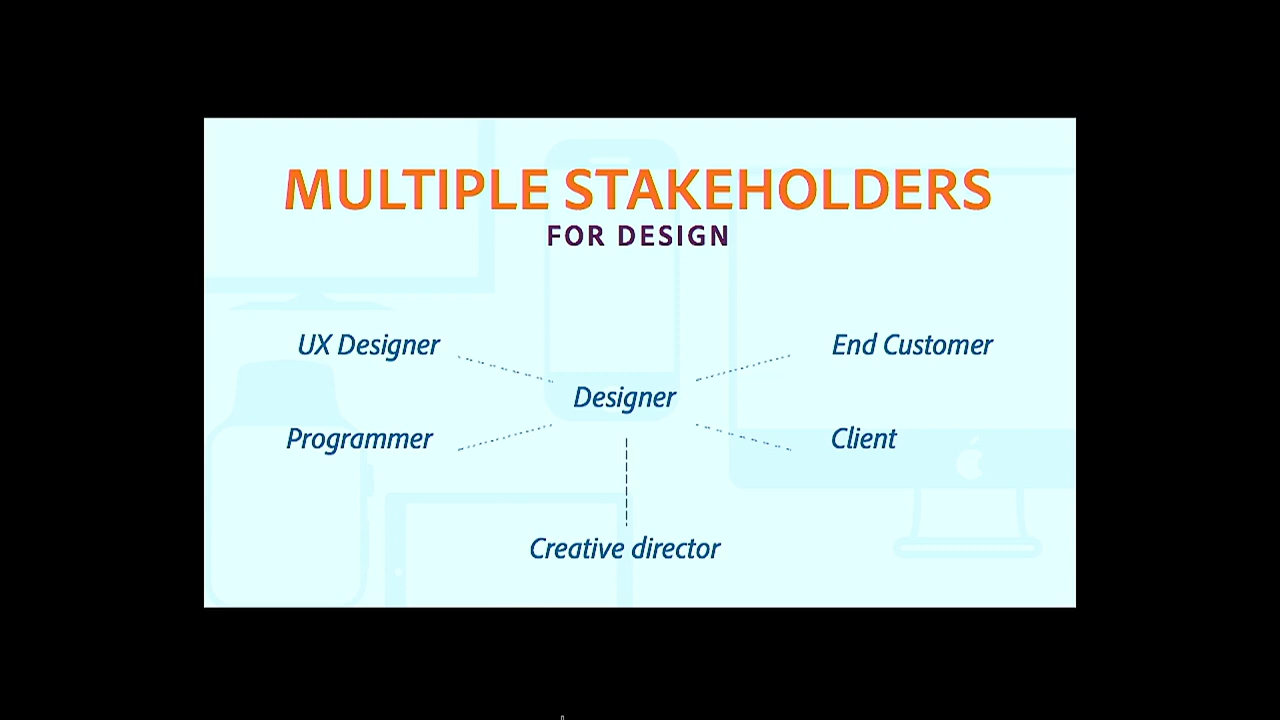 MULTIPLE STAKEHOLDERS
FOR DESIGN
UX Designer
End Customer
Designer
Programmer
Client
Creative director